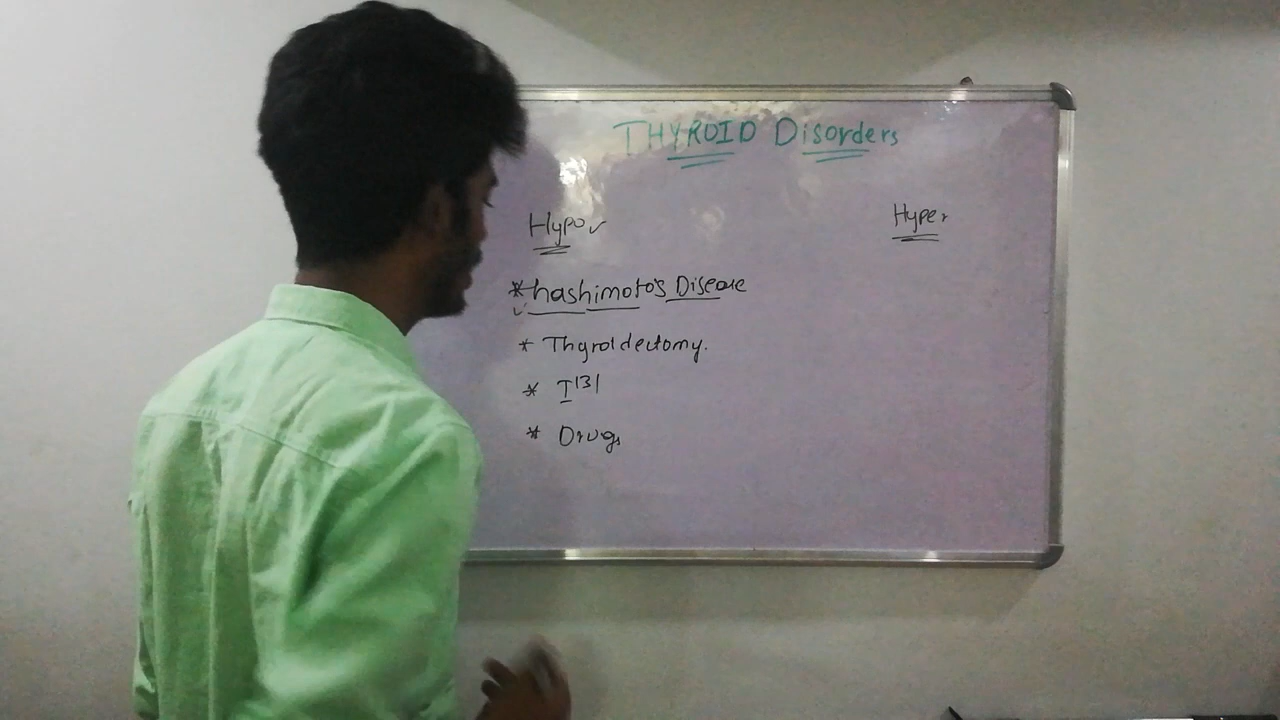 THYROID Disorders
Hypo ✓
Hyper
* hashimoto's Disease
* Thyroidectomy.
* I131
* Drugs